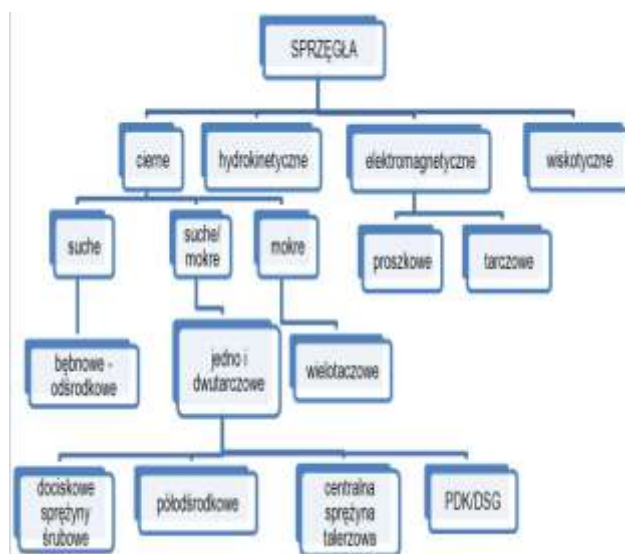 SPRZĘGŁA
cierne
hydrokinetyczne
elektromagnetyczne
wiskotyczne
suche
suche/
mokre
mokre
proszkowe
tarczowe
bębnowe -
odśrodkowe
jedno i
dwutarczowe
wielotaczowe
dociskowe
sprężyny
śrubowe
półodśrodkowe
centralna
sprężyna
talerzowa
PDK/DSG